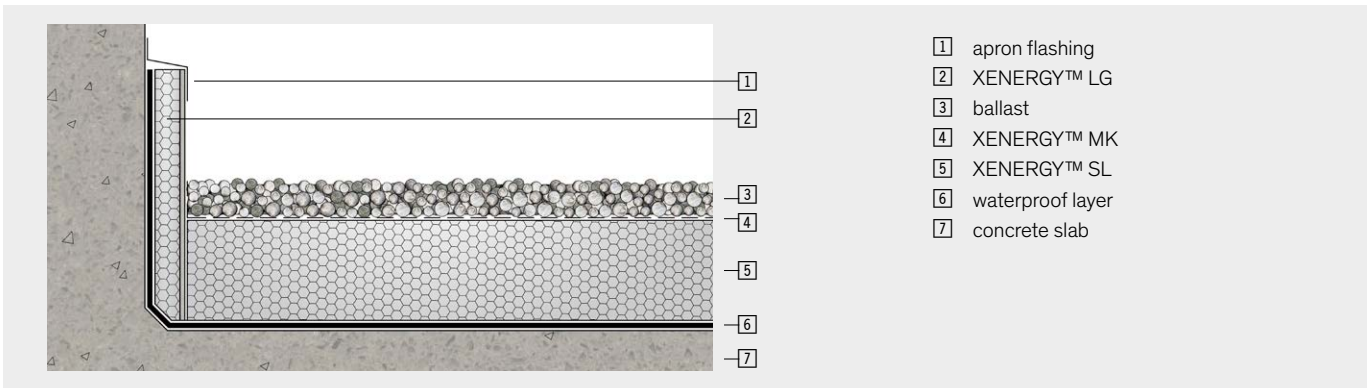 1
2
3
4
5
6
7
1 apron flashing
2 XENERGY™ LG
3 ballast
4 XENERGY™ MK
5 XENERGY™ SL
6 waterproof layer
7 concrete slab